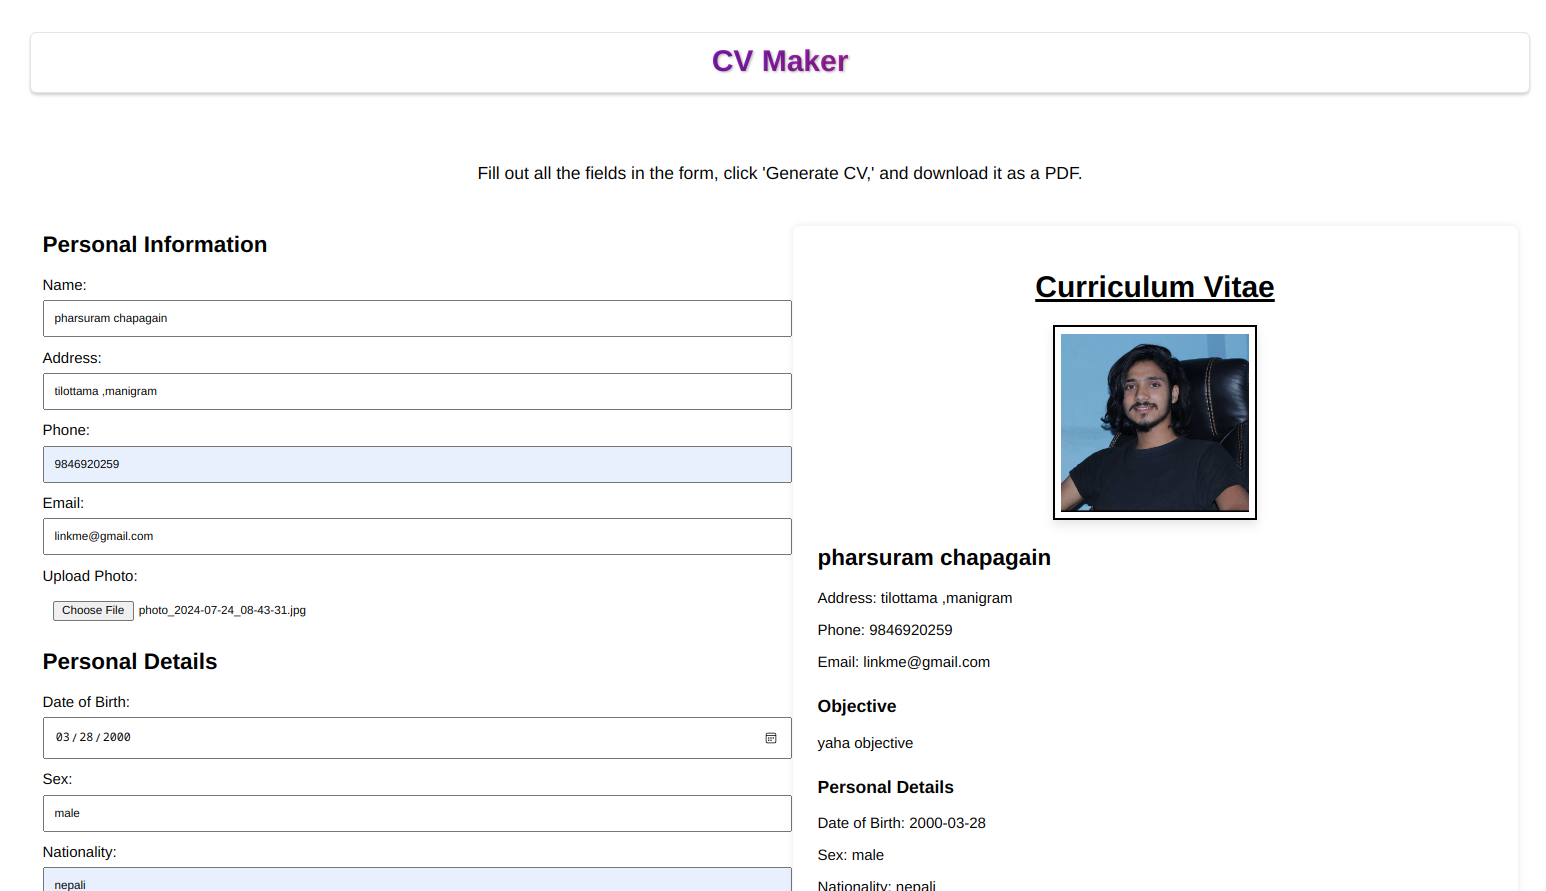 CV Maker
Fill out all the fields in the form, click 'Generate CV,' and download it as a PDF.
Personal Information
Name:
pharsuram chapagain
Address:
tilottama ,manigram
Phone:
9846920259
Email:
linkme@gmail.com
Upload Photo:
Choose File photo_2024-07-24_08-43-31.jpg
Personal Details
Date of Birth:
03/28/2000
Sex:
male
Nationality:
nepali
Curriculum Vitae
pharsuram chapagain
Address: tilottama ,manigram
Phone: 9846920259
Email: linkme@gmail.com
Objective
yaha objective
Personal Details
Date of Birth: 2000-03-28
Sex: male
Nationality: nepali